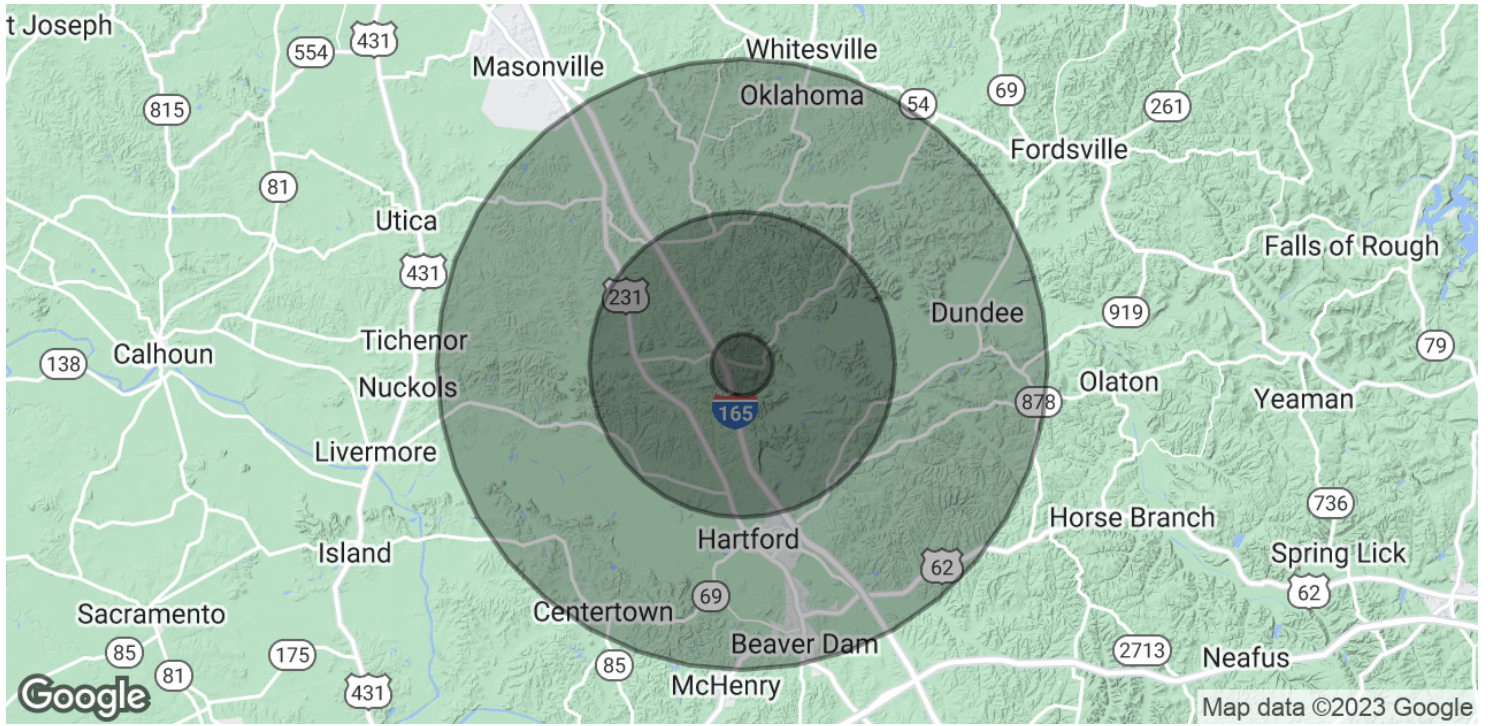 t Joseph
554
431
Masonville
Whitesville
Oklahoma
815
54
69
261
Fordsville
81
Utica
431
Falls of Rough
231
Dundee
919
Tichenor
138
Calhoun
79
Nuckols
Olaton
878
Yeaman
165
Livermore
736
Horse Branch
Hartford
Island
Spring Lick
62
62
Sacramento
69
Centertown
Beaver Dam
85
175
85
2713
Neafus
81
431
McHenry
Google
Map data ©2023 Google